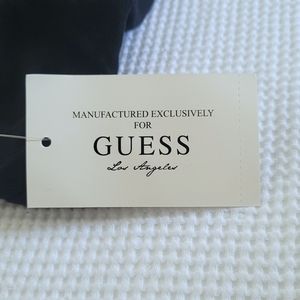 MANUFACTURED EXCLUSIVELY
FOR
GUESS
Los Angeles